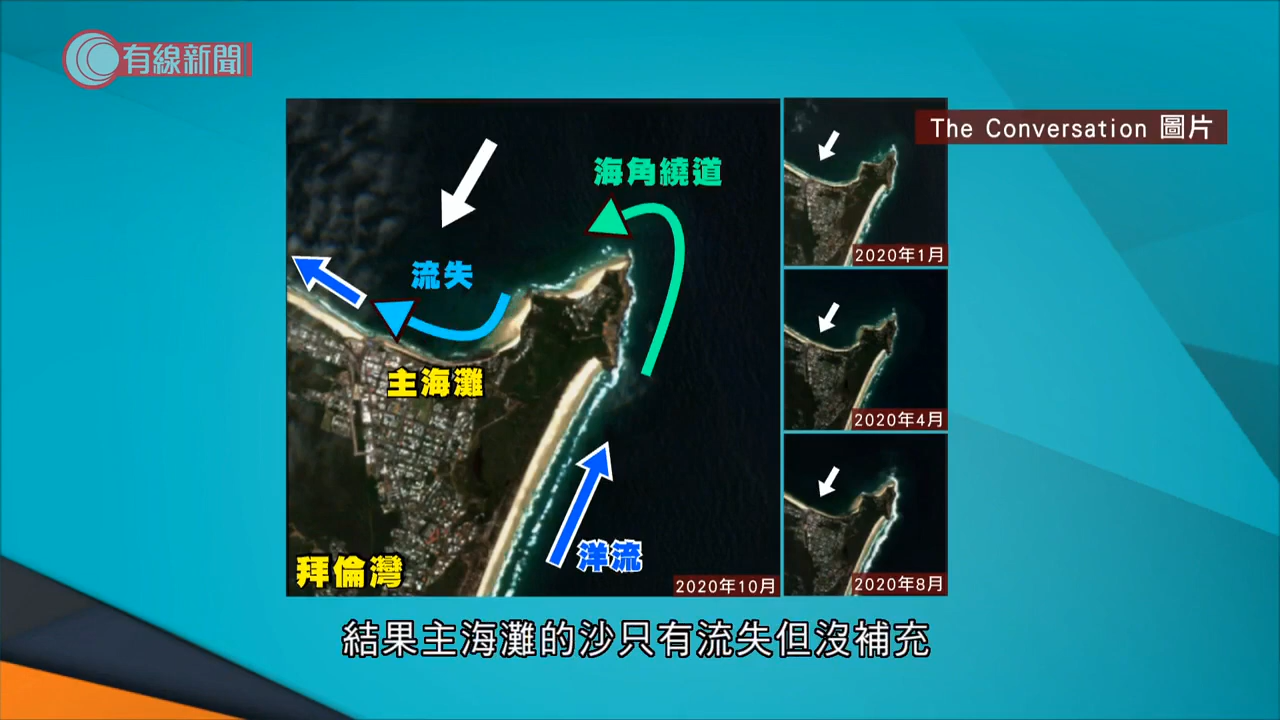 有線新聞
The Conversation 圖片
海角繞道
流失
主海灘
洋流
拜倫灣
2020年10月
2020年1月
2020年4月
2020年8月
結果主海灘的沙只有流失但沒補充